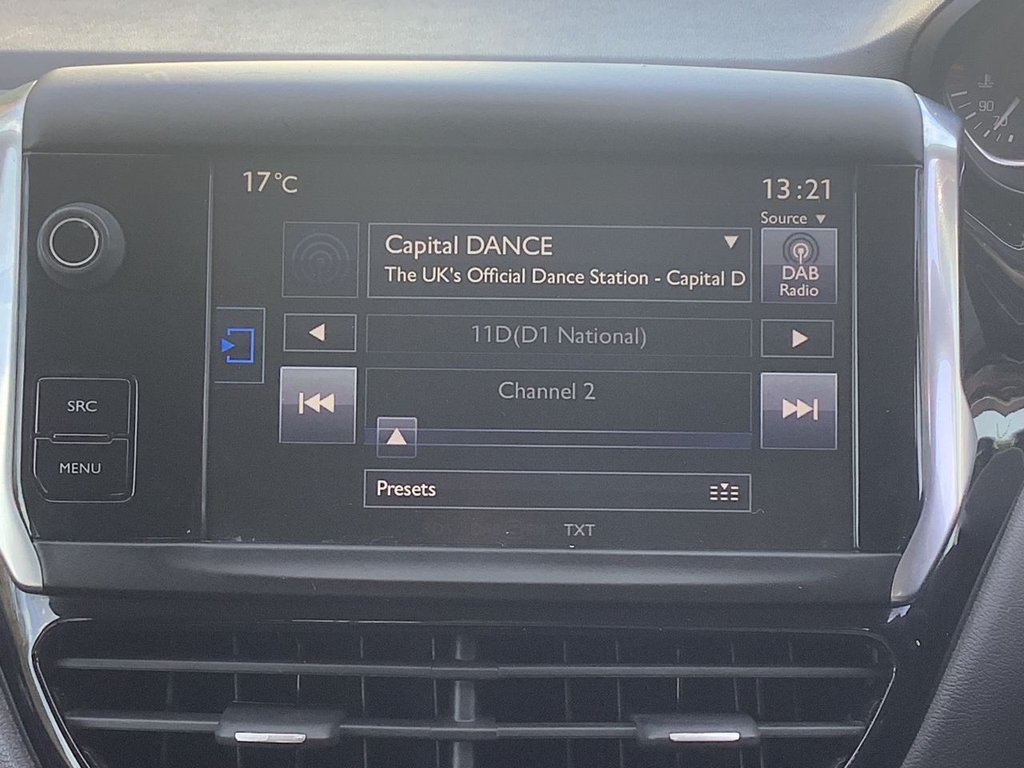 17°C
13:21
Source ▼
Capital DANCE
The UK's Official Dance Station - Capital D
DAB
Radio
11D(D1 National)
Channel 2
SRC
MENU
Presets
TXT
90